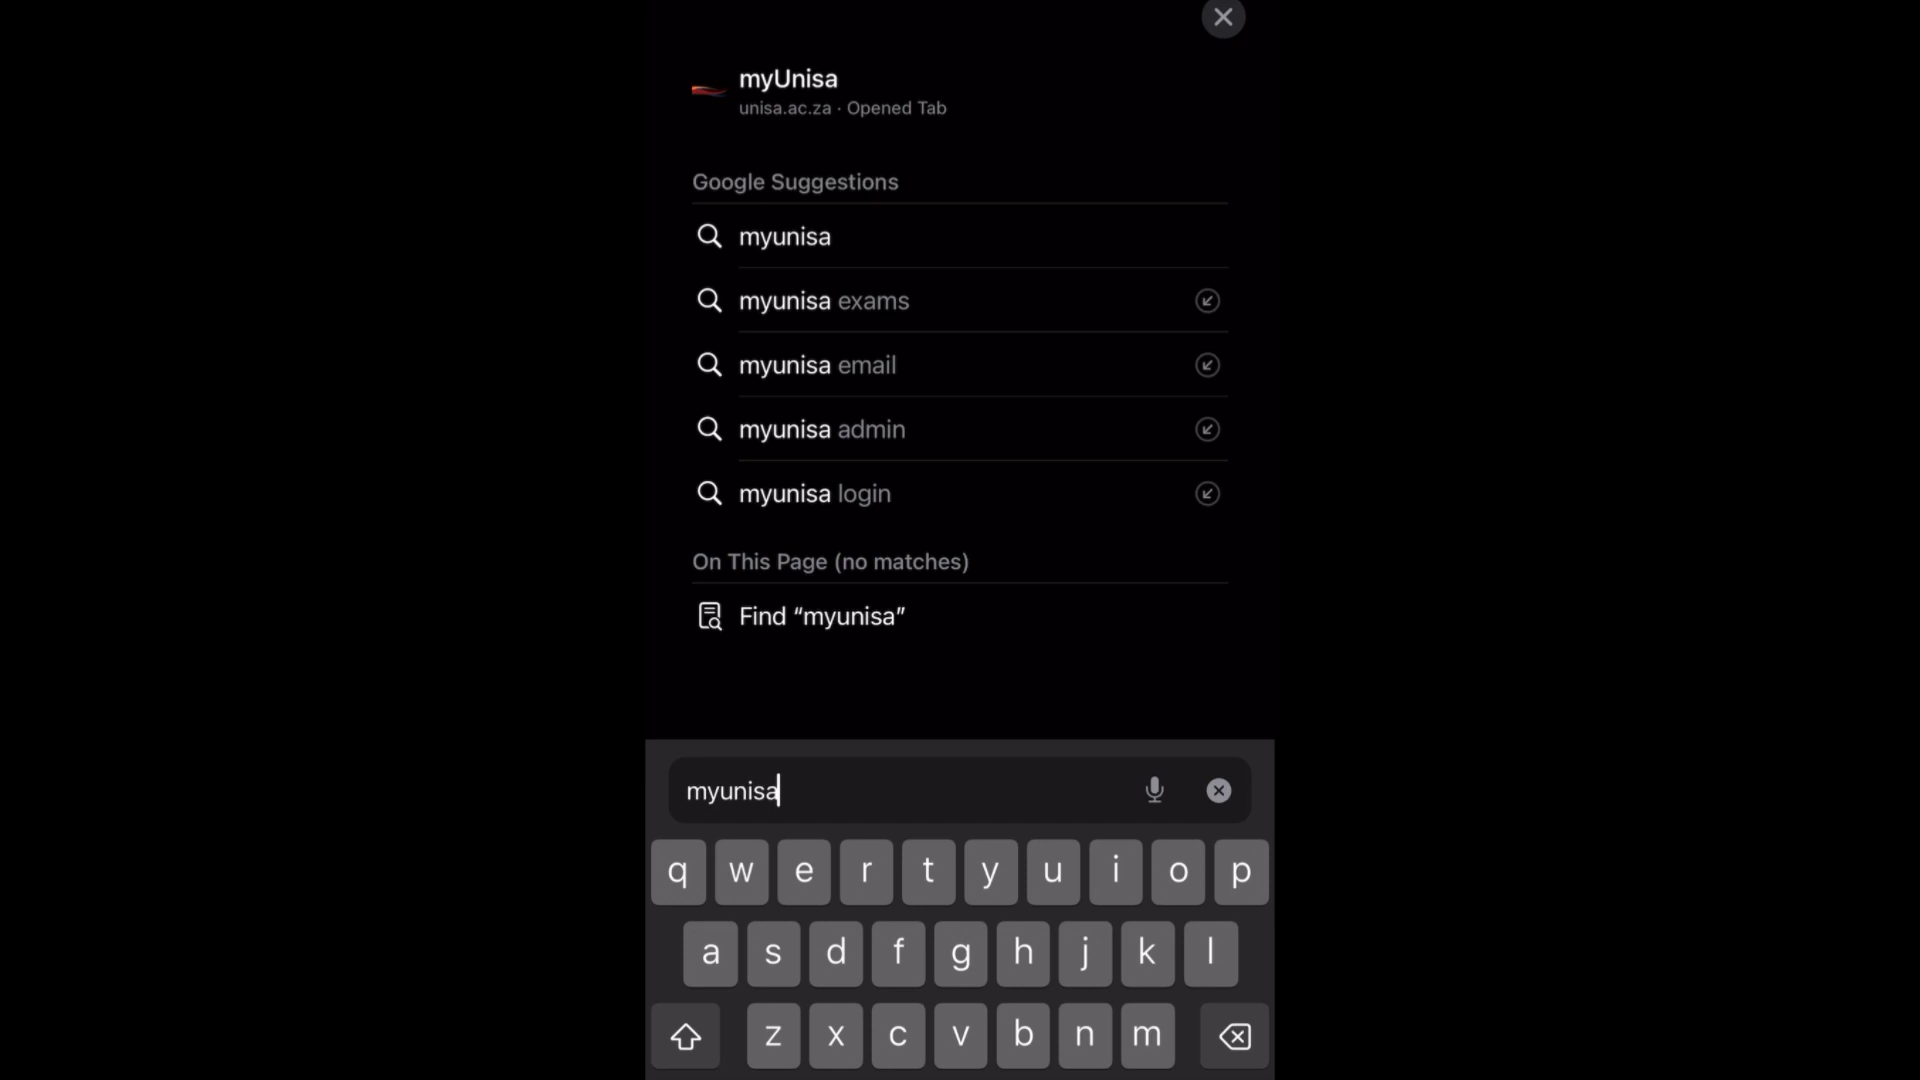 myUnisa
unisa.ac.za · Opened Tab
Google Suggestions
myunisa
myunisa exams
myunisa email
myunisa admin
myunisa login
On This Page (no matches)
Find “myunisa”
myunisa
q w e r t y u i o p
a s d f g h j k l
z x c v b n m